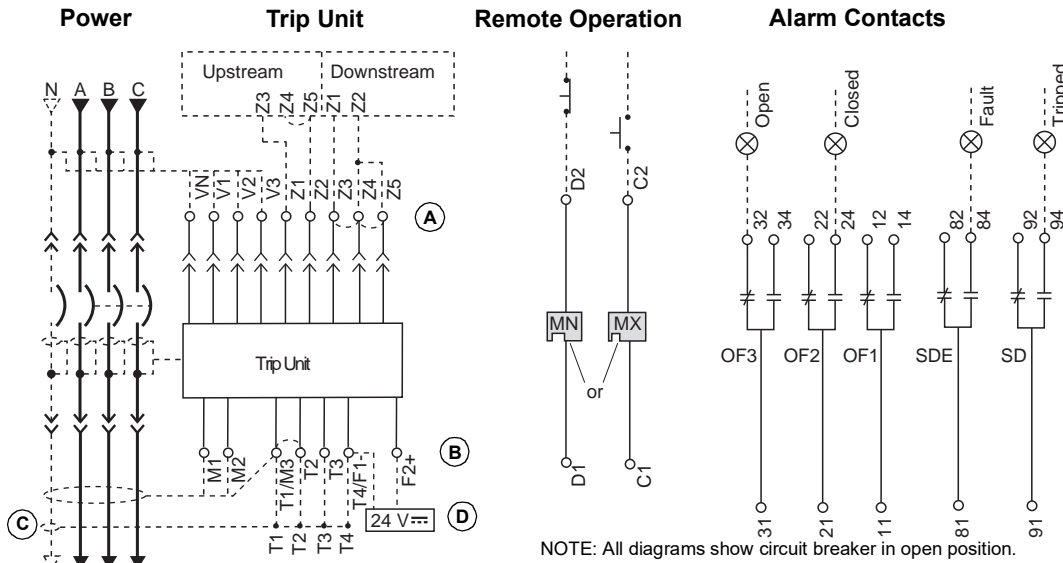 Power
Trip Unit
Remote Operation
Alarm Contacts
N A B C
Upstream
Downstream
Z3 Z4 Z5 Z1 Z2
VN V1 V2 V3 Z1 Z2 Z3 Z4 Z5
A
Trip Unit
M1 M2 T1/M3 T2 T3 T4/F1- F2+
B
C
T1 T2 T3 T4
24 V
D
D2 C2
MN MX
or
D1 C1
Open Closed Fault Tripped
32 34 22 24 12 14 82 84 92 94
OF3 OF2 OF1 SDE SD
31 21 11 81 91
NOTE: All diagrams show circuit breaker in open position.